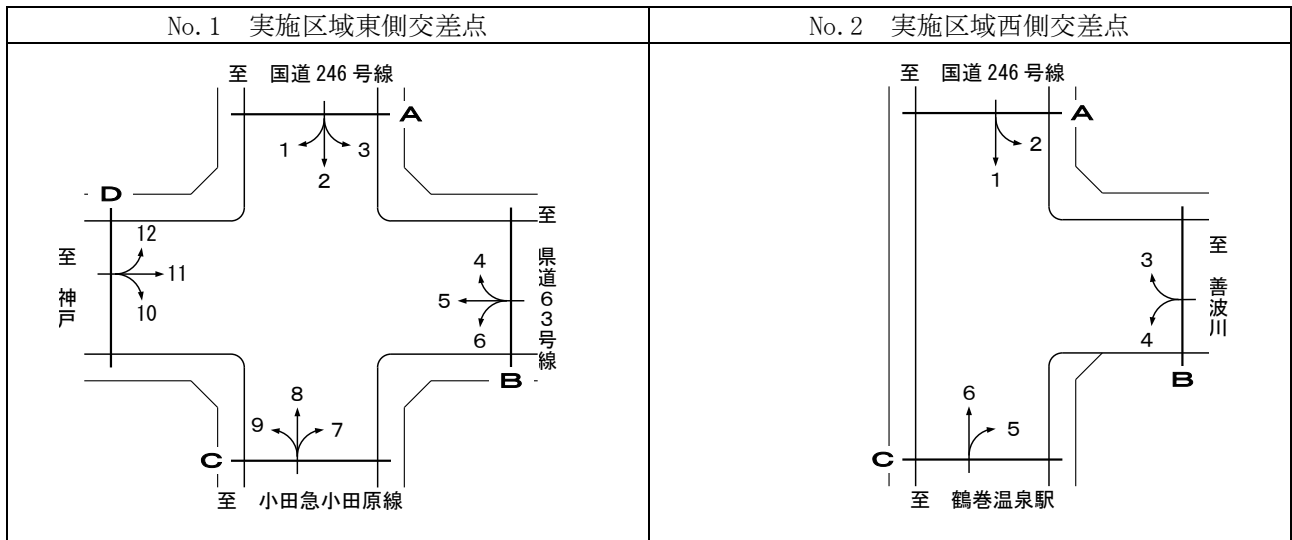 No.1 実施区域東側交差点
至 国道246号線
A
1
3
2
D
12
至 神戸
11
10
4
5
6
至 県道63号線
B
8
9
7
C
至 小田急小田原線
No.2 実施区域西側交差点
至 国道246号線
A
2
1
3
至 善波川
4
B
6
5
C
至 鶴巻温泉駅